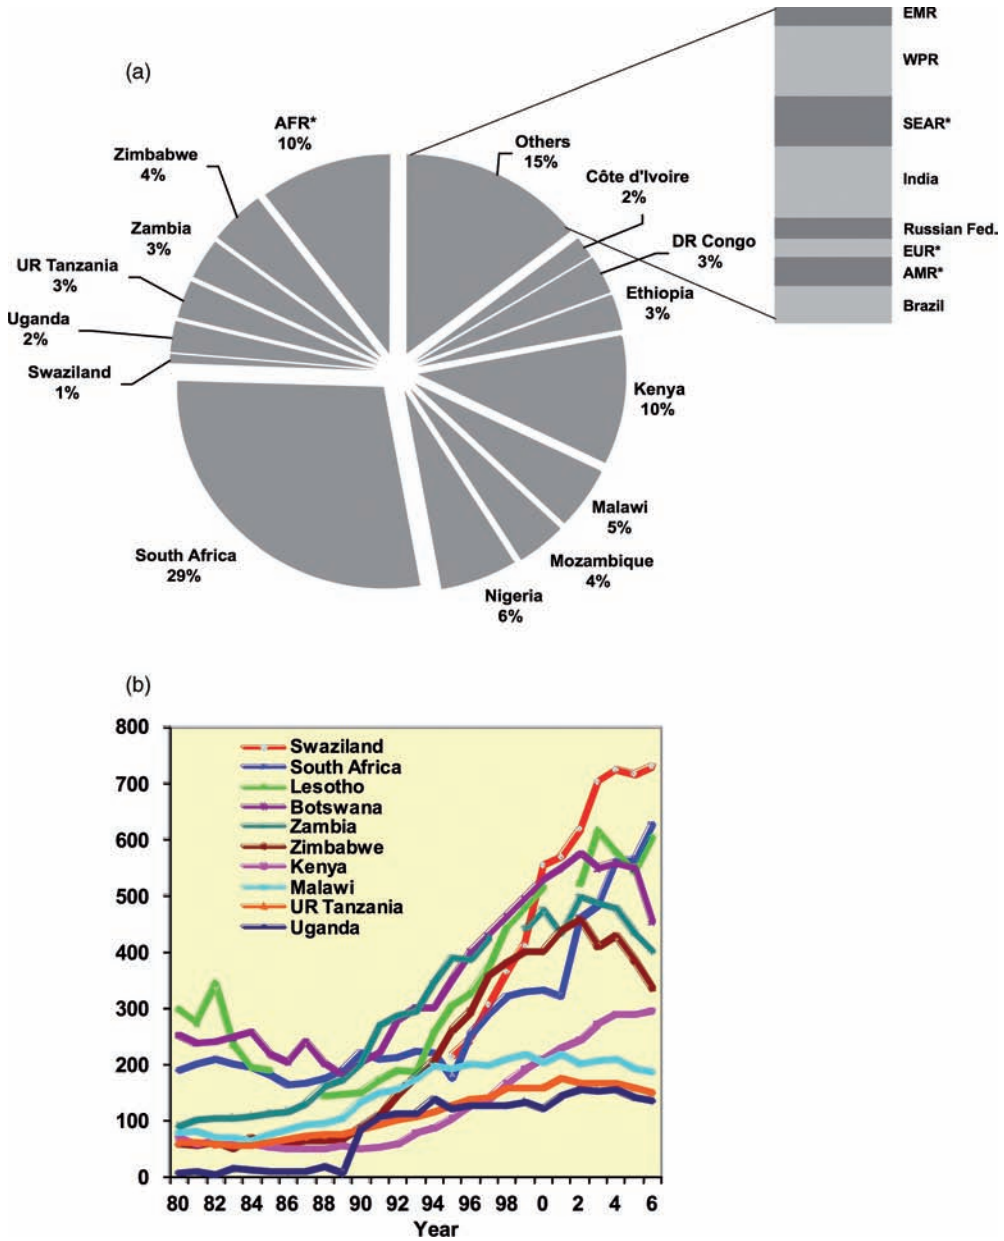 (a)
EMR
WPR
SEAR*
India
Russian Fed.
EUR*
AMR*
Brazil
Others
15%
Côte d'Ivoire
2%
DR Congo
3%
Ethiopia
3%
Kenya
10%
Malawi
5%
Mozambique
4%
Nigeria
6%
South Africa
29%
Swaziland
1%
Uganda
2%
UR Tanzania
3%
Zambia
3%
Zimbabwe
4%
AFR*
10%
(b)
800
700
600
500
400
300
200
100
0
Swaziland
South Africa
Lesotho
Botswana
Zambia
Zimbabwe
Kenya
Malawi
UR Tanzania
Uganda
80 82 84 86 88 90 92 94 96 98 0 2 4 6
Year